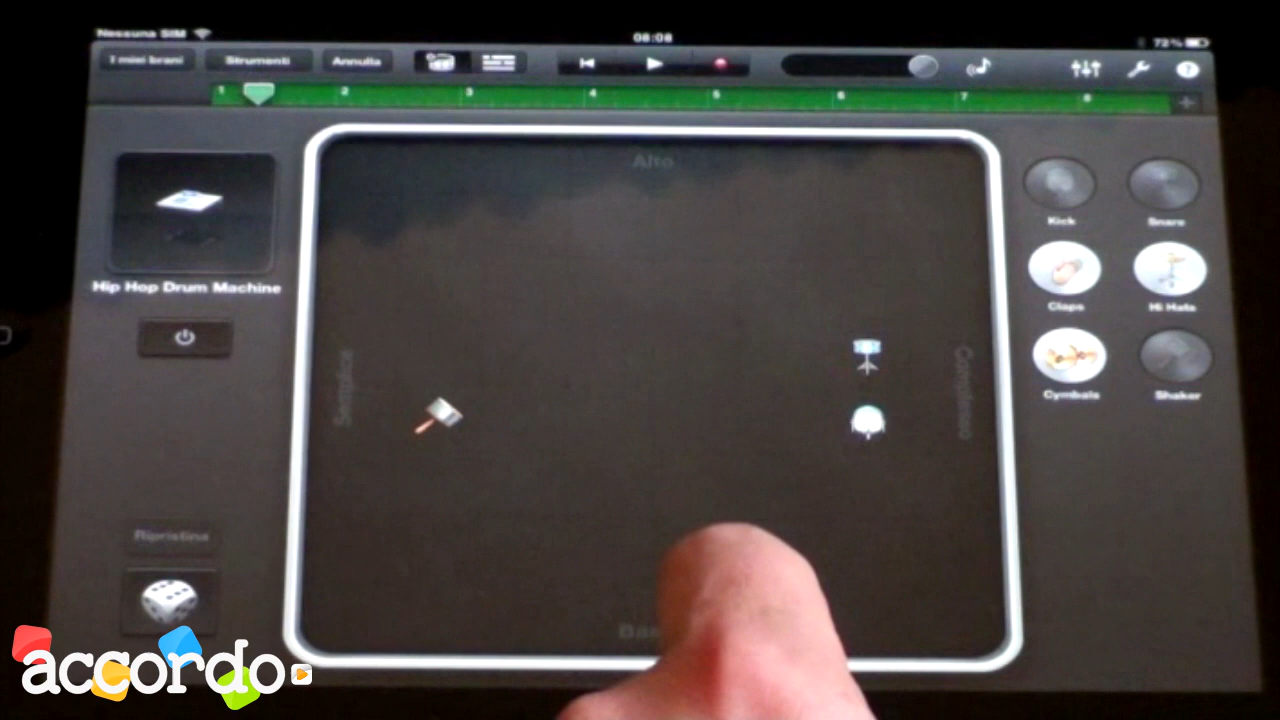 Nessuna SIM 08:08 72%
I miei brani Strumenti Annulla
1 2 3 4 5 6 7 8
Alto
Kick Snare
Hip Hop Drum Machine
Claps Hi Hats
Semplice
Complesso
Cymbals Shaker
Ripristina
accordo